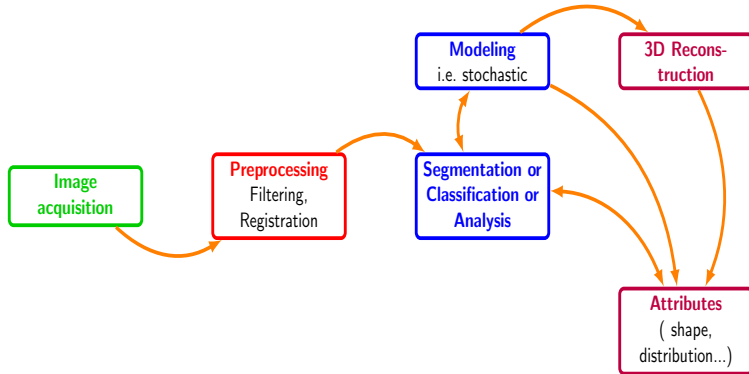 Modeling
i.e. stochastic
3D Recons-
truction
Image
acquisition
Preprocessing
Filtering,
Registration
Segmentation or
Classification or
Analysis
Attributes
( shape,
distribution...)